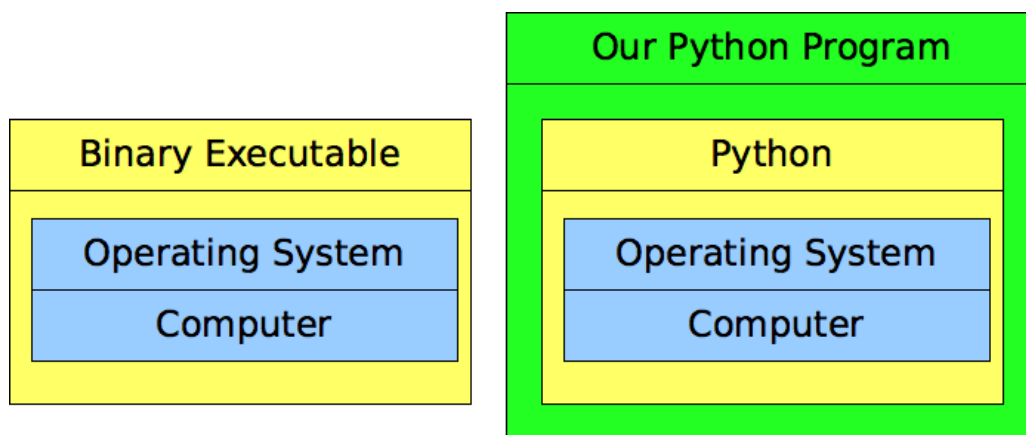 Binary Executable
Operating System
Computer
Our Python Program
Python
Operating System
Computer